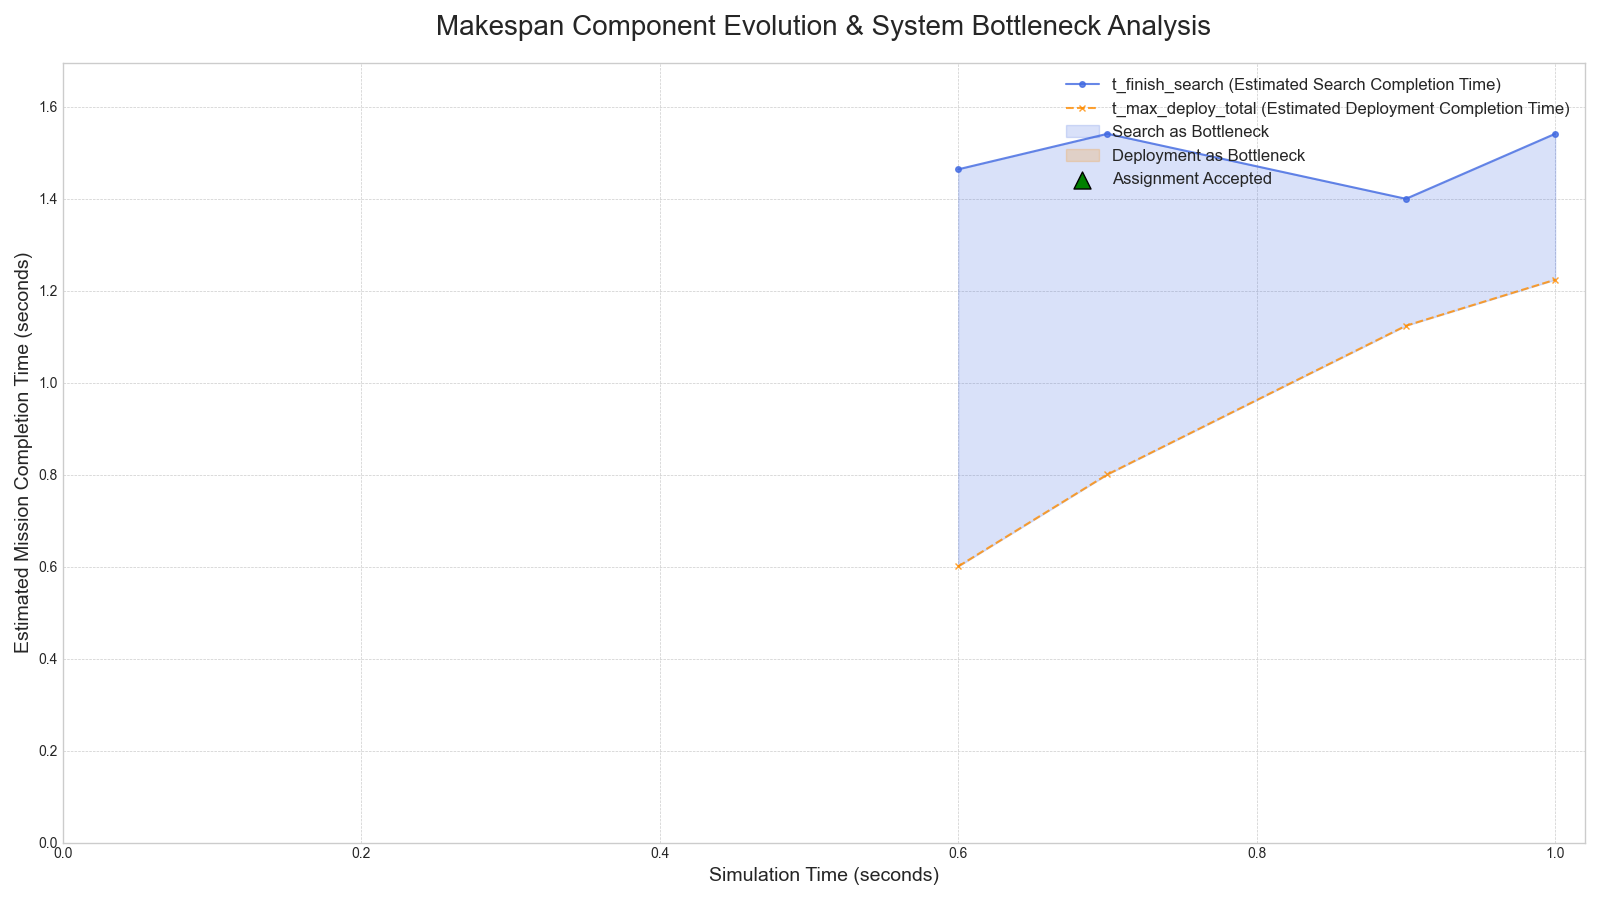 Makespan Component Evolution & System Bottleneck Analysis
t_finish_search (Estimated Search Completion Time)
t_max_deploy_total (Estimated Deployment Completion Time)
Search as Bottleneck
Deployment as Bottleneck
Assignment Accepted
Estimated Mission Completion Time (seconds)
1.6
1.4
1.2
1.0
0.8
0.6
0.4
0.2
0.0
0.0 0.2 0.4 0.6 0.8 1.0
Simulation Time (seconds)